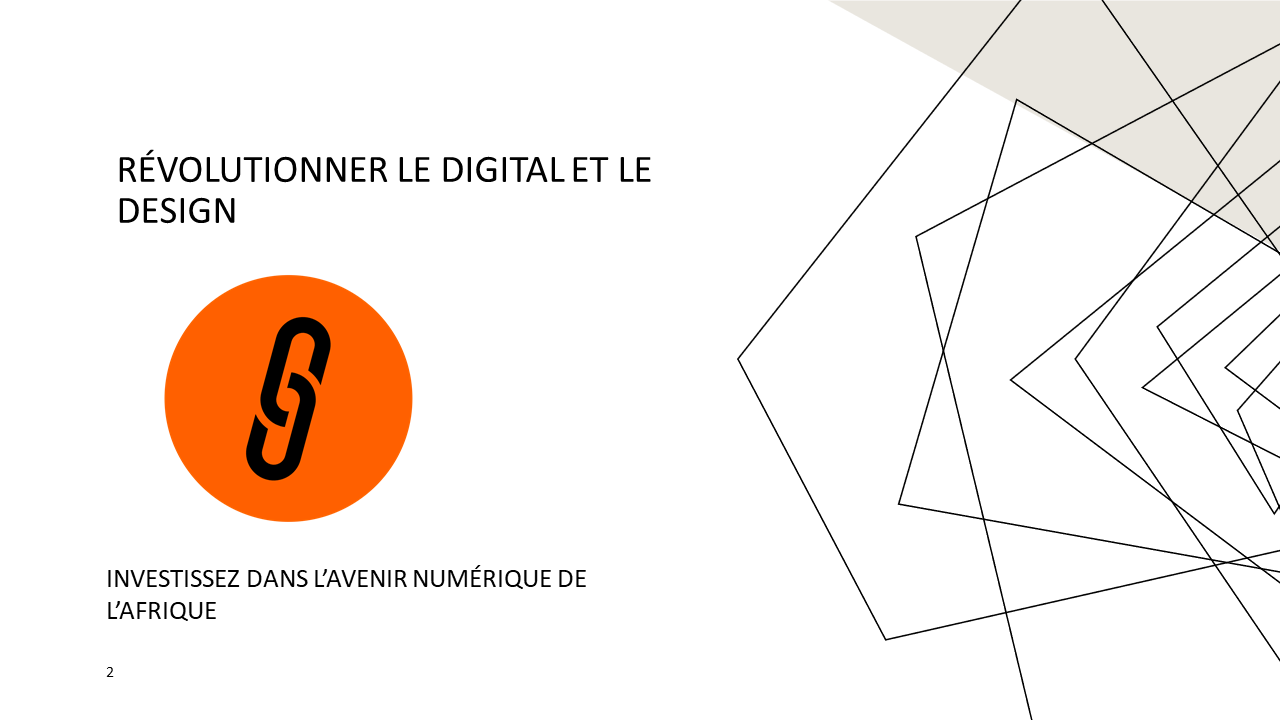 RÉVOLUTIONNER LE DIGITAL ET LE
DESIGN
INVESTISSEZ DANS L’AVENIR NUMÉRIQUE DE
L’AFRIQUE
2